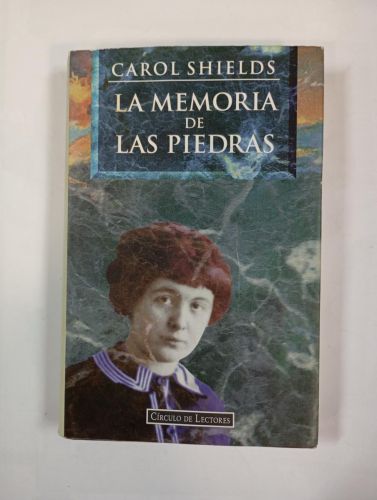 CAROL SHIELDS
LA MEMORIA
DE
LAS PIEDRAS
CÍRCULO DE LECTORES